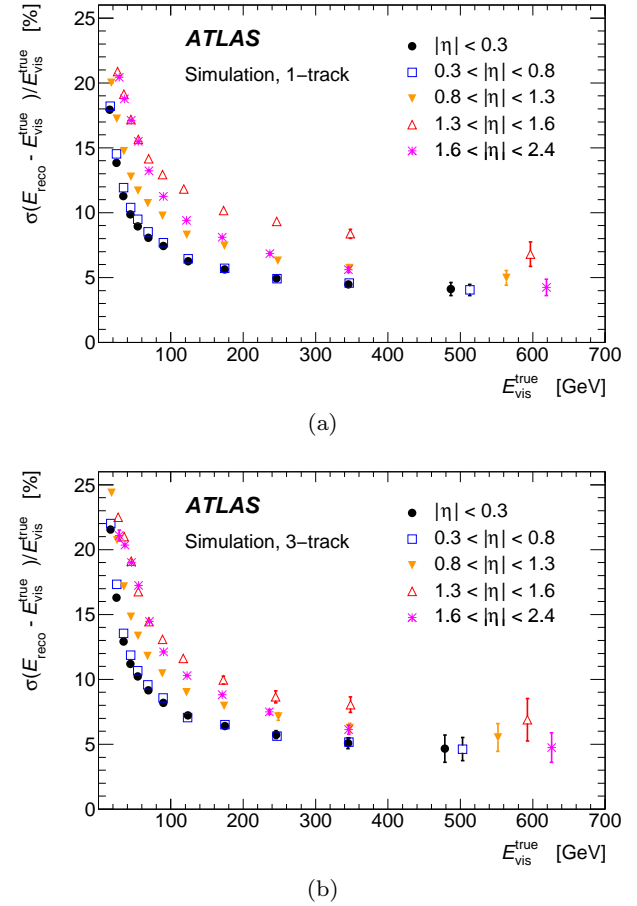 σ(E_reco - E_vis^true)/E_vis^true [%]
25
20
15
10
5
0
ATLAS
Simulation, 1-track
|η| < 0.3
0.3 < |η| < 0.8
0.8 < |η| < 1.3
1.3 < |η| < 1.6
1.6 < |η| < 2.4
100 200 300 400 500 600 700
E_vis^true [GeV]
(a)
σ(E_reco - E_vis^true)/E_vis^true [%]
25
20
15
10
5
0
ATLAS
Simulation, 3-track
|η| < 0.3
0.3 < |η| < 0.8
0.8 < |η| < 1.3
1.3 < |η| < 1.6
1.6 < |η| < 2.4
100 200 300 400 500 600 700
E_vis^true [GeV]
(b)